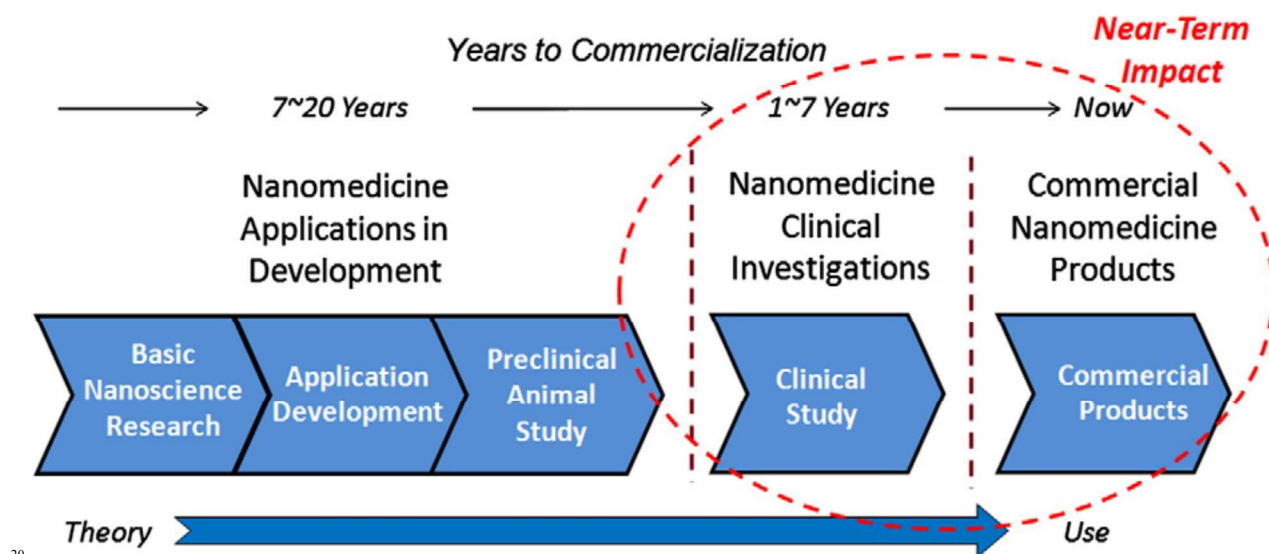 Near-Term
Impact
Years to Commercialization
7~20 Years
1~7 Years
Now
Nanomedicine
Applications in
Development
Nanomedicine
Clinical
Investigations
Commercial
Nanomedicine
Products
Basic
Nanoscience
Research
Application
Development
Preclinical
Animal
Study
Clinical
Study
Commercial
Products
Theory
Use
20